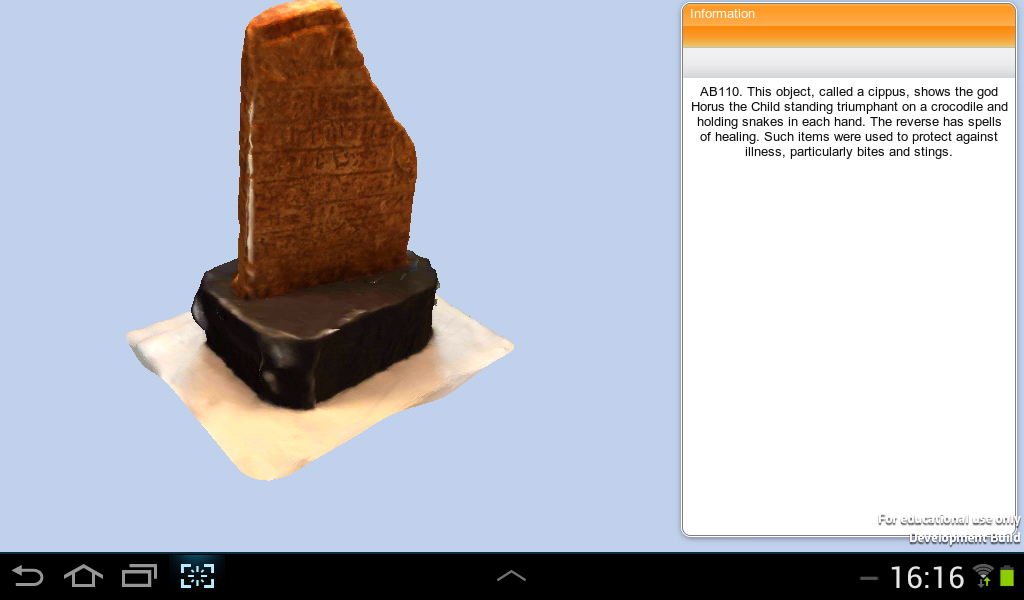 Information
AB110. This object, called a cippus, shows the god
Horus the Child standing triumphant on a crocodile and
holding snakes in each hand. The reverse has spells
of healing. Such items were used to protect against
illness, particularly bites and stings.
For educational use only
Development Build
16:16